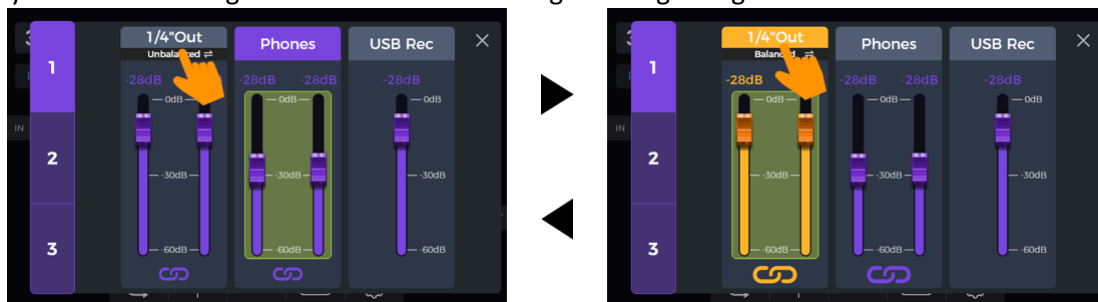 1/4"Out Phones USB Rec ×
Unbalanced ⇌
1
-28dB -28dB -28dB -28dB
0dB 0dB 0dB
IN
2
-30dB -30dB -30dB
3
-60dB -60dB -60dB
1/4"Out Phones USB Rec ×
Balanced ⇌
1
-28dB -28dB -28dB -28dB
0dB 0dB 0dB
IN
2
-30dB -30dB -30dB
3
-60dB -60dB -60dB